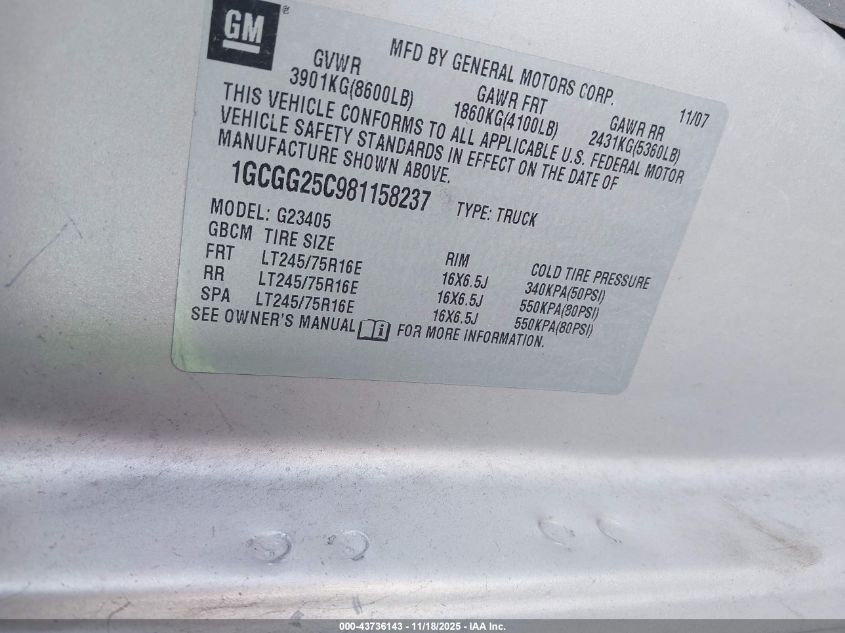 GM®
MFD BY GENERAL MOTORS CORP. 11/07
GVWR GAWR FRT GAWR RR
3901KG(8600LB) 1860KG(4100LB) 2431KG(5360LB)
THIS VEHICLE CONFORMS TO ALL APPLICABLE U.S. FEDERAL MOTOR
VEHICLE SAFETY STANDARDS IN EFFECT ON THE DATE OF
MANUFACTURE SHOWN ABOVE.
1GCGG25C981158237 TYPE: TRUCK
MODEL: G23405
GBCM TIRE SIZE RIM COLD TIRE PRESSURE
FRT LT245/75R16E 16X6.5J 340KPA(50PSI)
RR LT245/75R16E 16X6.5J 550KPA(80PSI)
SPA LT245/75R16E 16X6.5J 550KPA(80PSI)
SEE OWNER'S MANUAL i FOR MORE INFORMATION.
000-43736143 - 11/18/2025 - IAA Inc.